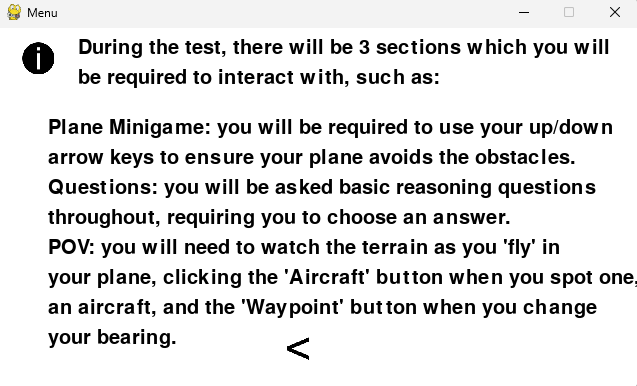 Menu
During the test, there will be 3 sections which you will
be required to interact with, such as:
Plane Minigame: you will be required to use your up/down
arrow keys to ensure your plane avoids the obstacles.
Questions: you will be asked basic reasoning questions
throughout, requiring you to choose an answer.
POV: you will need to watch the terrain as you 'fly' in
your plane, clicking the 'Aircraft' button when you spot one,
an aircraft, and the 'Waypoint' button when you change
your bearing.
<